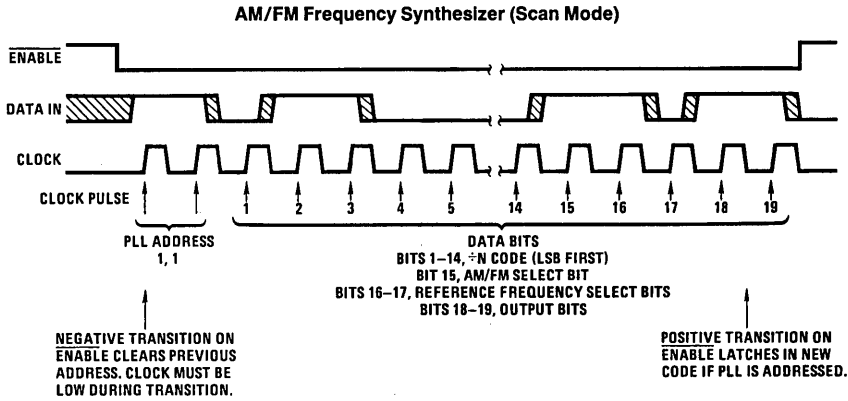 AM/FM Frequency Synthesizer (Scan Mode)
ENABLE
DATA IN
CLOCK
CLOCK PULSE
1 2 3 4 5 14 15 16 17 18 19
PLL ADDRESS
1, 1
DATA BITS
BITS 1–14, ÷N CODE (LSB FIRST)
BIT 15, AM/FM SELECT BIT
BITS 16–17, REFERENCE FREQUENCY SELECT BITS
BITS 18–19, OUTPUT BITS
NEGATIVE TRANSITION ON
ENABLE CLEARS PREVIOUS
ADDRESS. CLOCK MUST BE
LOW DURING TRANSITION.
POSITIVE TRANSITION ON
ENABLE LATCHES IN NEW
CODE IF PLL IS ADDRESSED.